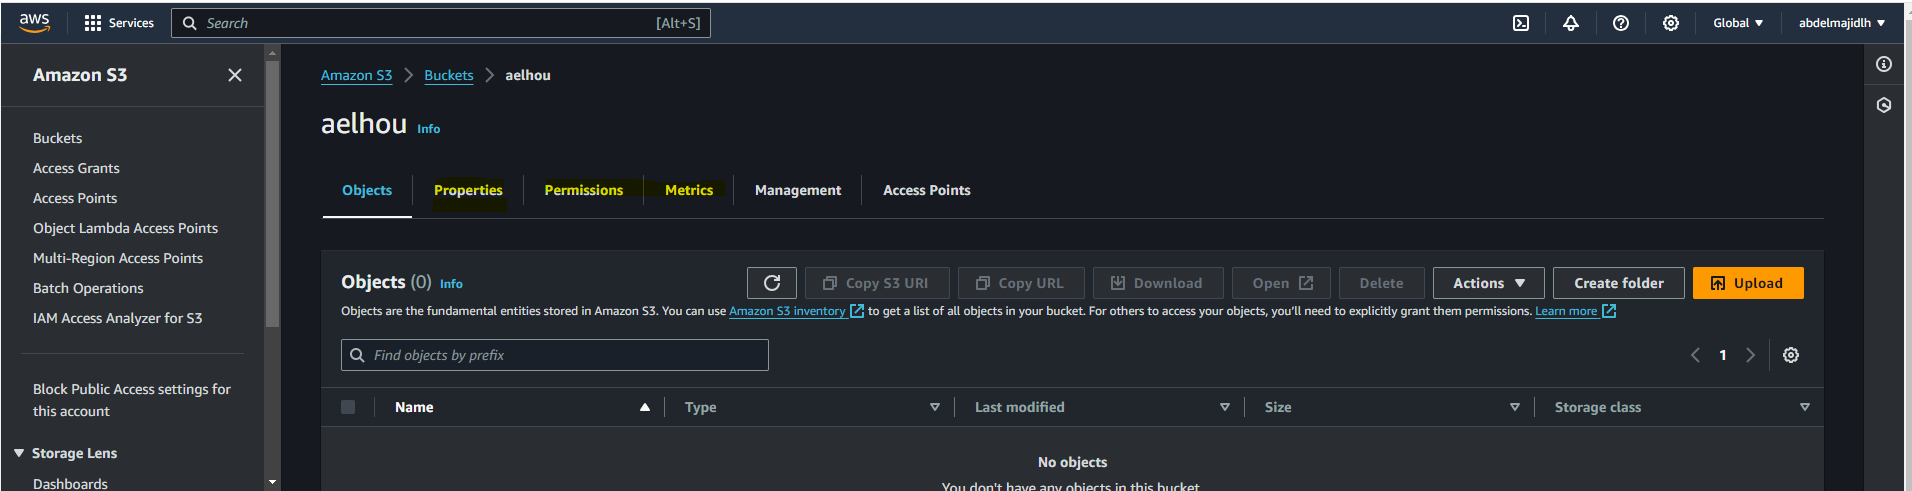 aws
Services
Search
[Alt+S]
Global
abdelmajidlh
Amazon S3
Buckets
Access Grants
Access Points
Object Lambda Access Points
Multi-Region Access Points
Batch Operations
IAM Access Analyzer for S3
Block Public Access settings for
this account
Storage Lens
Dashboards
Amazon S3 > Buckets > aelhou
aelhou Info
Objects
Properties
Permissions
Metrics
Management
Access Points
Objects (0) Info
Copy S3 URI
Copy URL
Download
Open
Delete
Actions
Create folder
Upload
Objects are the fundamental entities stored in Amazon S3. You can use Amazon S3 inventory to get a list of all objects in your bucket. For others to access your objects, you'll need to explicitly grant them permissions. Learn more
Find objects by prefix
1
Name
Type
Last modified
Size
Storage class
No objects
You don't have any objects in this bucket